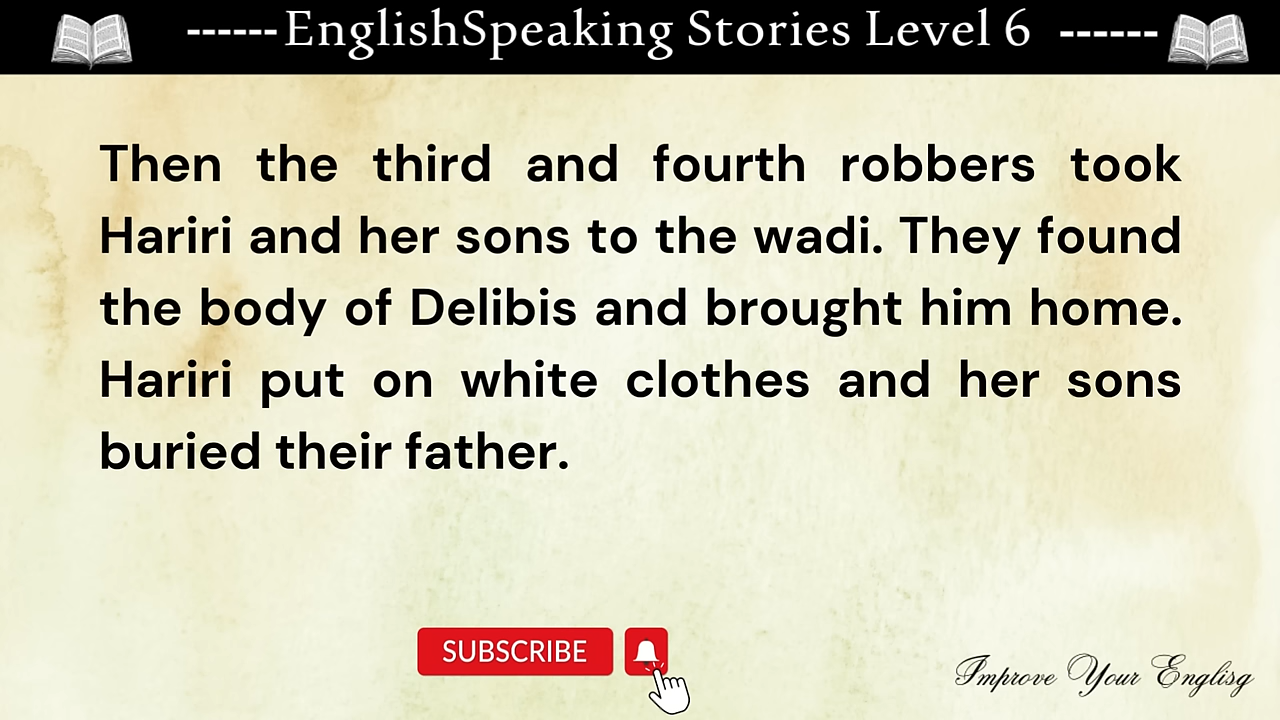 ------EnglishSpeaking Stories Level 6 ------
Then the third and fourth robbers took
Hariri and her sons to the wadi. They found
the body of Delibis and brought him home.
Hariri put on white clothes and her sons
buried their father.
SUBSCRIBE
Improve Your Englisg